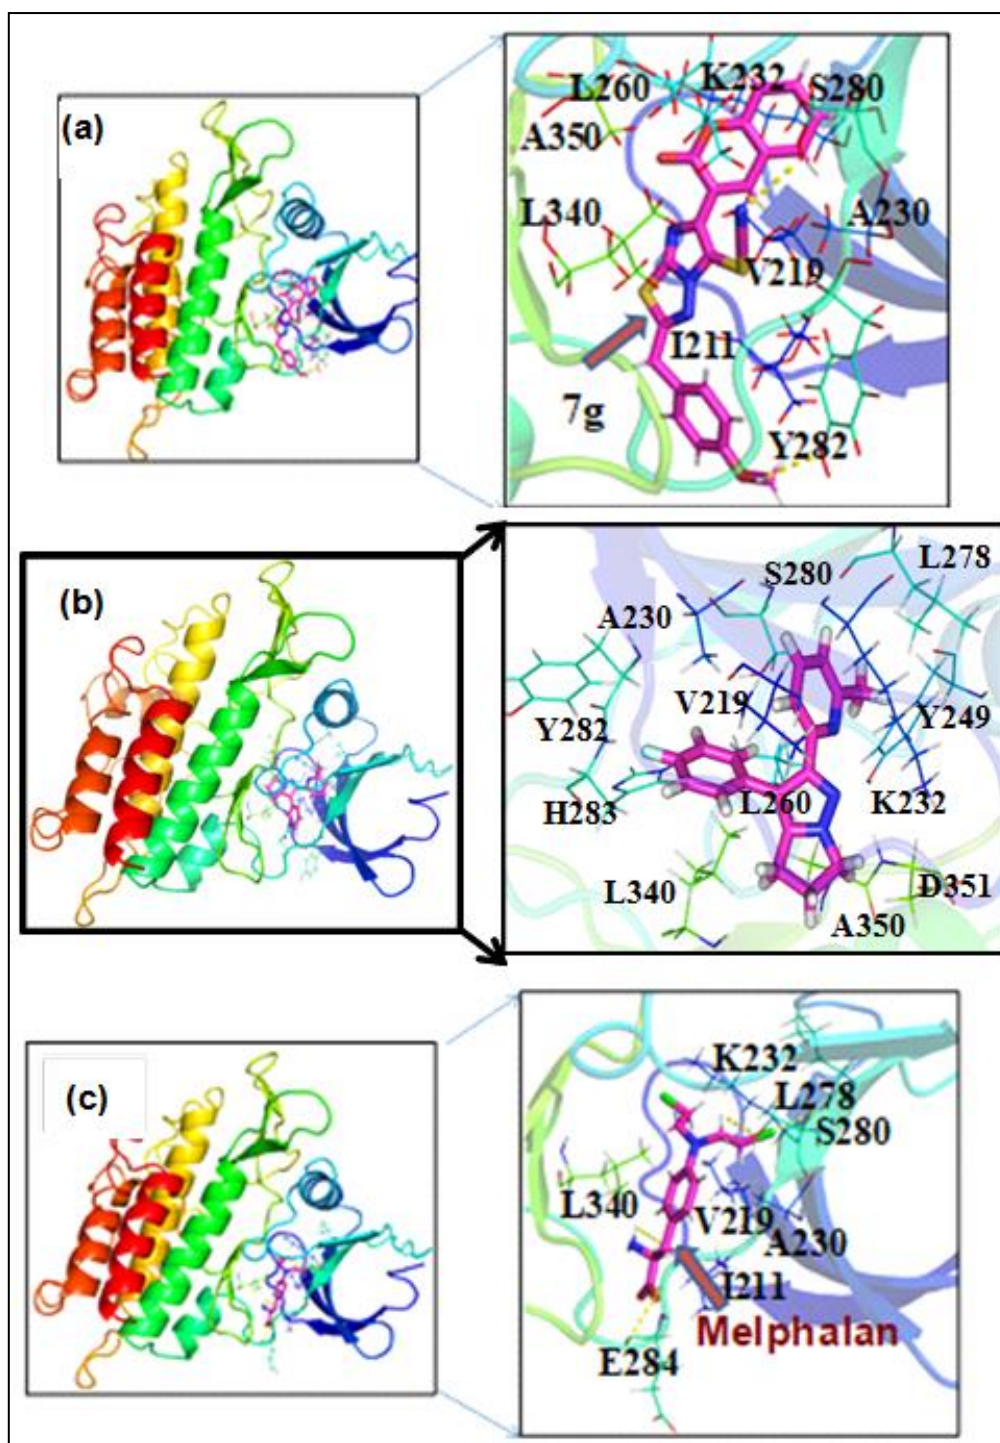 (a)
L260 K232 S280
A350
L340 A230
V219
I211
7g
Y282
(b)
S280 L278
A230
V219 Y249
Y282
H283 L260 K232
L340 D351
A350
(c)
K232
L278
S280
L340 V219
A230
I211
Melphalan
E284